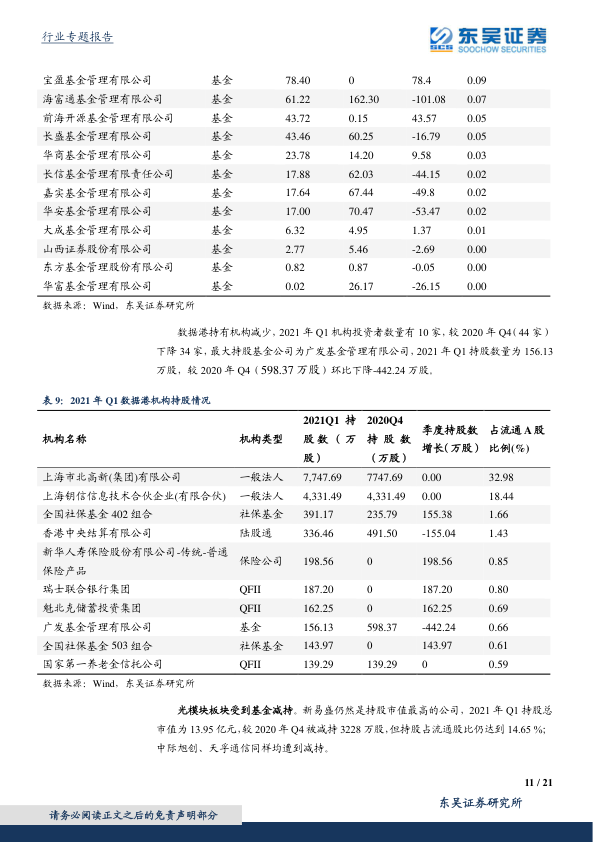 行业专题报告
东吴证券
SCS
SOOCHOW SECURITIES
宝盈基金管理有限公司 基金 78.40 0 78.4 0.09
海富通基金管理有限公司 基金 61.22 162.30 -101.08 0.07
前海开源基金管理有限公司 基金 43.72 0.15 43.57 0.05
长盛基金管理有限公司 基金 43.46 60.25 -16.79 0.05
华商基金管理有限公司 基金 23.78 14.20 9.58 0.03
长信基金管理有限责任公司 基金 17.88 62.03 -44.15 0.02
嘉实基金管理有限公司 基金 17.64 67.44 -49.8 0.02
华安基金管理有限公司 基金 17.00 70.47 -53.47 0.02
大成基金管理有限公司 基金 6.32 4.95 1.37 0.01
山西证券股份有限公司 基金 2.77 5.46 -2.69 0.00
东方基金管理股份有限公司 基金 0.82 0.87 -0.05 0.00
华富基金管理有限公司 基金 0.02 26.17 -26.15 0.00
数据来源：Wind，东吴证券研究所
数据港持有机构减少，2021 年 Q1 机构投资者数量有 10 家，较 2020 年 Q4（44 家）
下降 34 家，最大持股基金公司为广发基金管理有限公司，2021 年 Q1 持股数量为 156.13
万股，较 2020 年 Q4（598.37 万股）环比下降-442.24 万股。
表 9：2021 年 Q1 数据港机构持股情况
机构名称 机构类型 2021Q1 持股数（万股） 2020Q4 持股数（万股） 季度持股数增长(万股) 占流通 A 股比例(%)
上海市北高新(集团)有限公司 一般法人 7,747.69 7747.69 0.00 32.98
上海钥信信息技术合伙企业(有限合伙) 一般法人 4,331.49 4,331.49 0.00 18.44
全国社保基金 402 组合 社保基金 391.17 235.79 155.38 1.66
香港中央结算有限公司 陆股通 336.46 491.50 -155.04 1.43
新华人寿保险股份有限公司-传统-普通
保险产品 保险公司 198.56 0 198.56 0.85
瑞士联合银行集团 QFII 187.20 0 187.20 0.80
魁北克储蓄投资集团 QFII 162.25 0 162.25 0.69
广发基金管理有限公司 基金 156.13 598.37 -442.24 0.66
全国社保基金 503 组合 社保基金 143.97 0 143.97 0.61
国家第一养老金信托公司 QFII 139.29 139.29 0 0.59
数据来源：Wind，东吴证券研究所
光模块板块受到基金减持。新易盛仍然是持股市值最高的公司，2021 年 Q1 持股总
市值为 13.95 亿元，较 2020 年 Q4 被减持 3228 万股，但持股占流通股比仍达到 14.65 %；
中际旭创、天孚通信同样均遭到减持。
11 / 21
东吴证券研究所
请务必阅读正文之后的免责声明部分